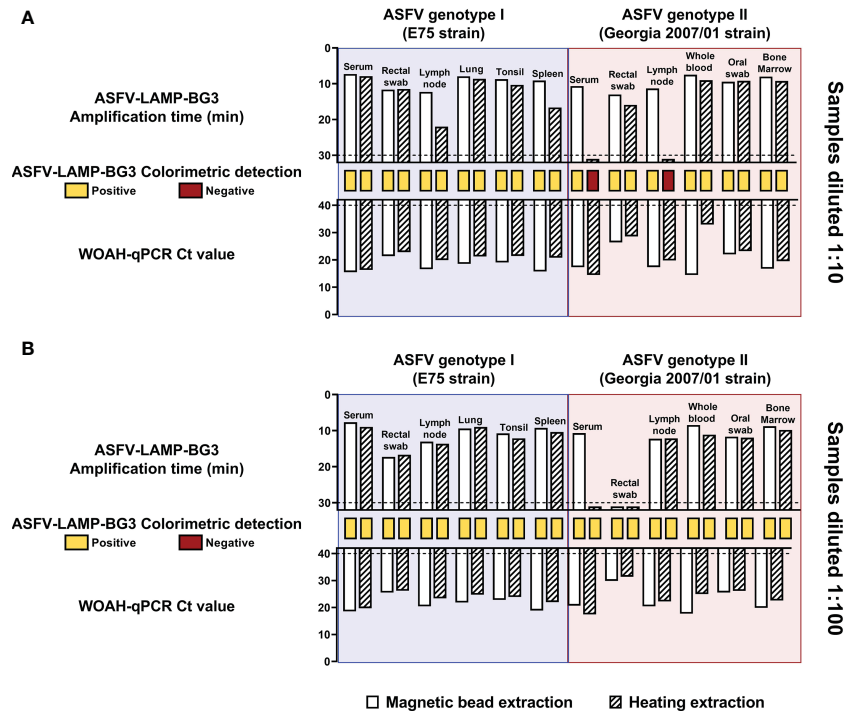 A
ASFV genotype I
(E75 strain)
ASFV genotype II
(Georgia 2007/01 strain)
ASFV-LAMP-BG3
Amplification time (min)
0
10
20
30
Serum
Rectal
swab
Lymph
node
Lung
Tonsil
Spleen
Serum
Rectal
swab
Lymph
node
Whole
blood
Oral
swab
Bone
Marrow
ASFV-LAMP-BG3 Colorimetric detection
Positive
Negative
WOAH-qPCR Ct value
40
30
20
10
0
Samples diluted 1:10
B
ASFV genotype I
(E75 strain)
ASFV genotype II
(Georgia 2007/01 strain)
ASFV-LAMP-BG3
Amplification time (min)
0
10
20
30
Serum
Rectal
swab
Lymph
node
Lung
Tonsil
Spleen
Serum
Rectal
swab
Lymph
node
Whole
blood
Oral
swab
Bone
Marrow
ASFV-LAMP-BG3 Colorimetric detection
Positive
Negative
WOAH-qPCR Ct value
40
30
20
10
0
Samples diluted 1:100
Magnetic bead extraction
Heating extraction